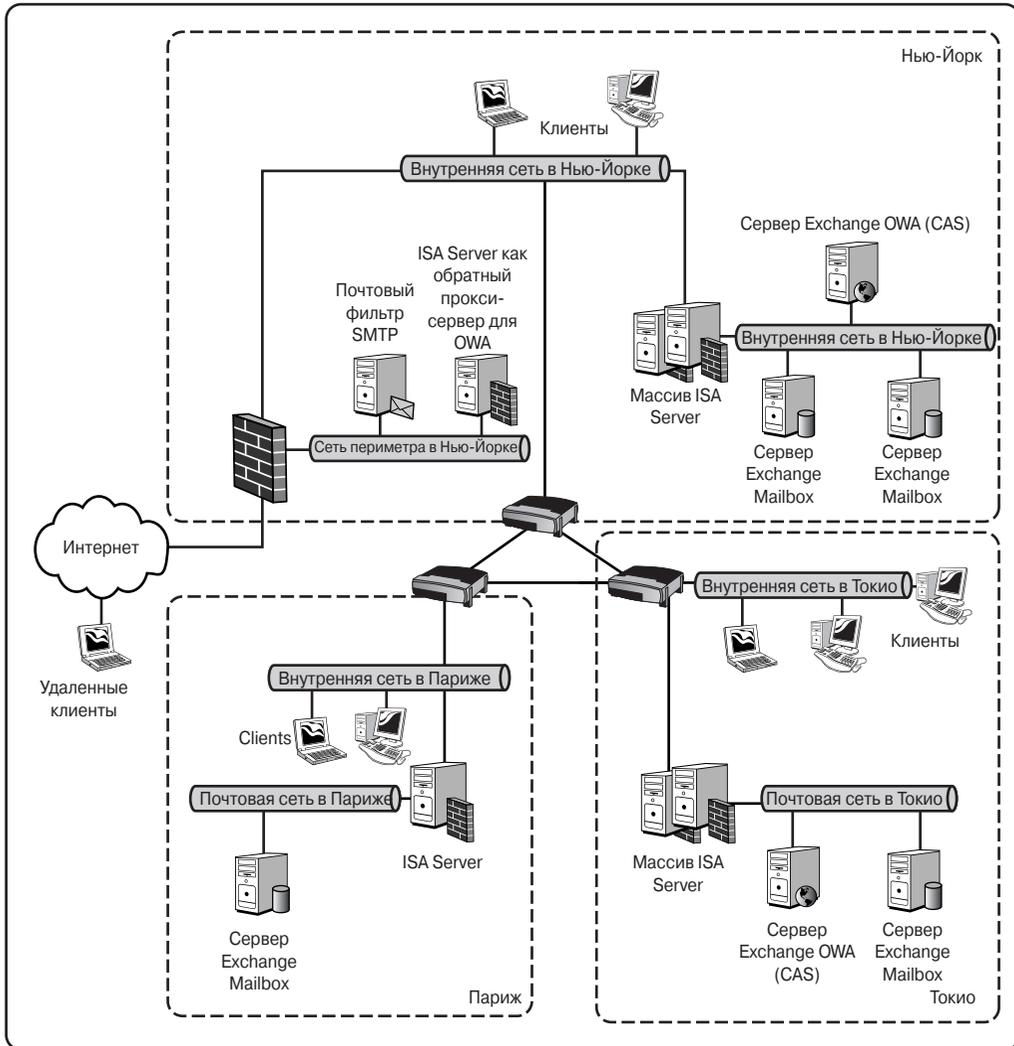 Нью-Йорк
Клиенты
Внутренняя сеть в Нью-Йорке
Сервер Exchange OWA (CAS)
ISA Server как
обратный
прокси-
сервер для
OWA
Почтовый
фильтр
SMTP
Внутренняя сеть в Нью-Йорке
Массив ISA
Server
Сервер
Exchange
Mailbox
Сервер
Exchange
Mailbox
Сеть периметра в Нью-Йорке
Интернет
Удаленные
клиенты
Внутренняя сеть в Токио
Клиенты
Внутренняя сеть в Париже
Clients
Почтовая сеть в Париже
ISA Server
Сервер
Exchange
Mailbox
Париж
Почтовая сеть в Токио
Массив ISA
Server
Сервер
Exchange OWA
(CAS)
Сервер
Exchange
Mailbox
Токио